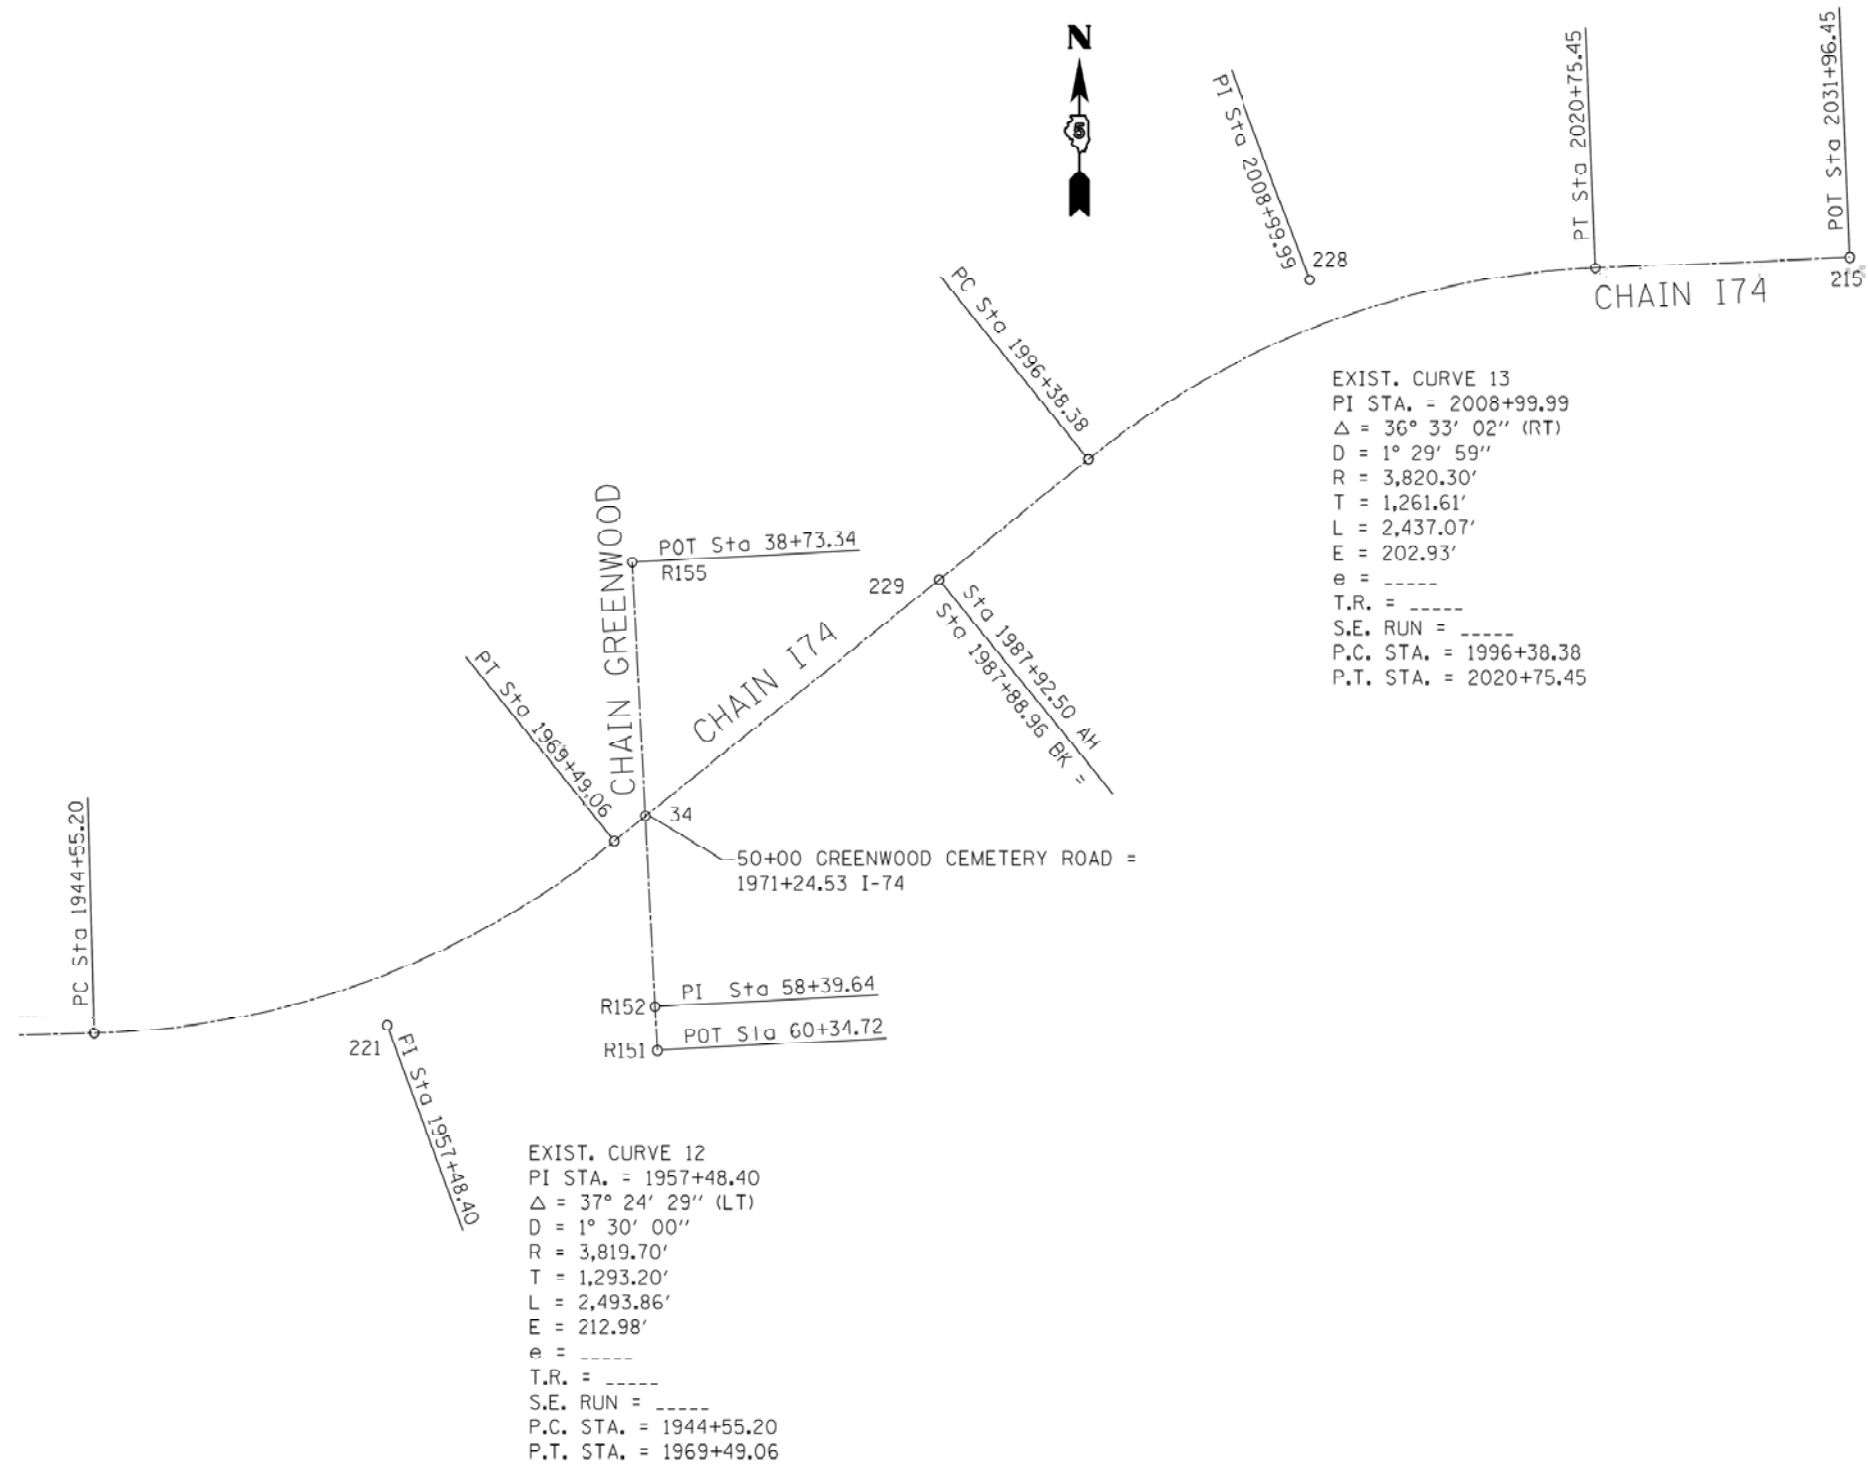 N
5
PI Sta 2008+99.99
228
PT Sta 2020+75.45
POT Sta 2031+96.45
215
CHAIN I74
PC Sta 1996+38.38
EXIST. CURVE 13
PI STA. = 2008+99.99
△ = 36° 33' 02" (RT)
D = 1° 29' 59"
R = 3,820.30'
T = 1,261.61'
L = 2,437.07'
E = 202.93'
e = _____
T.R. = _____
S.E. RUN = _____
P.C. STA. = 1996+38.38
P.T. STA. = 2020+75.45
CHAIN GREENWOOD
POT Sta 38+73.34
R155
229
Sta 1987+92.50 AH
Sta 1987+88.96 BK =
CHAIN I74
PT Sta 1969+49.06
34
50+00 GREENWOOD CEMETERY ROAD =
1971+24.53 I-74
PC Sta 1944+55.20
R152
PI Sta 58+39.64
R151
POT Sta 60+34.72
221
PI Sta 1957+48.40
EXIST. CURVE 12
PI STA. = 1957+48.40
△ = 37° 24' 29" (LT)
D = 1° 30' 00"
R = 3,819.70'
T = 1,293.20'
L = 2,493.86'
E = 212.98'
e = _____
T.R. = _____
S.E. RUN = _____
P.C. STA. = 1944+55.20
P.T. STA. = 1969+49.06